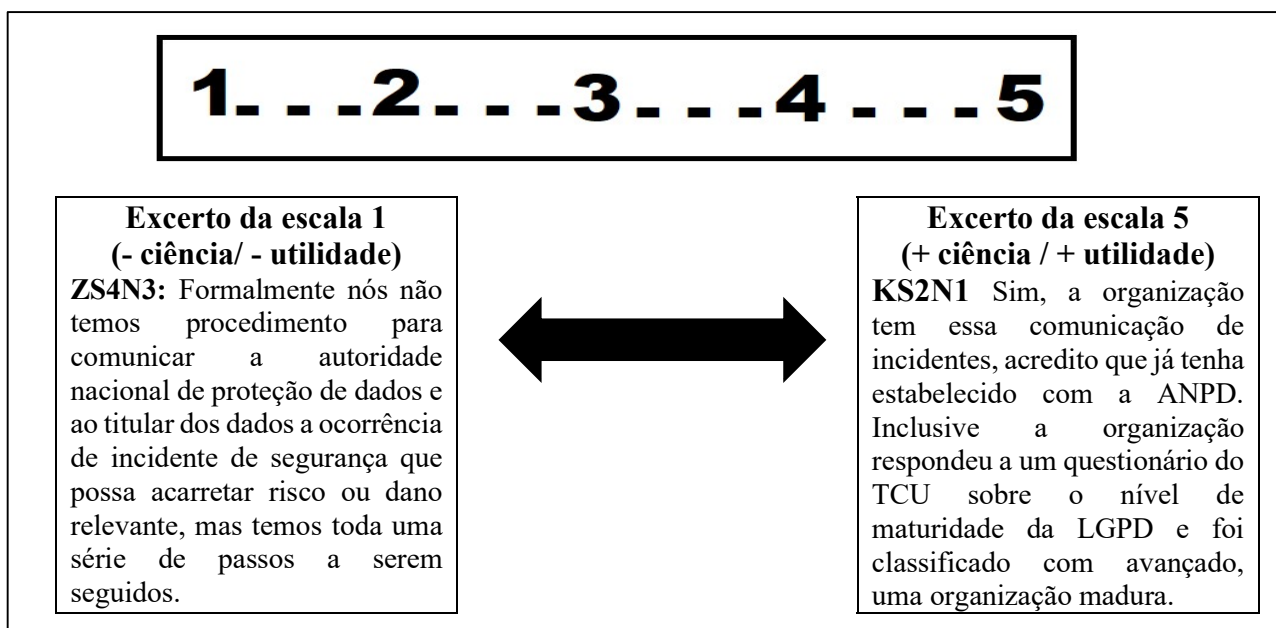 1- - -2- - -3- - -4 - - -5
Excerto da escala 1
(- ciência/ - utilidade)
ZS4N3: Formalmente nós não
temos procedimento para
comunicar a autoridade
nacional de proteção de dados e
ao titular dos dados a ocorrência
de incidente de segurança que
possa acarretar risco ou dano
relevante, mas temos toda uma
série de passos a serem
seguidos.
Excerto da escala 5
(+ ciência / + utilidade)
KS2N1 Sim, a organização
tem essa comunicação de
incidentes, acredito que já tenha
estabelecido com a ANPD.
Inclusive a organização
respondeu a um questionário do
TCU sobre o nível de
maturidade da LGPD e foi
classificado com avançado,
uma organização madura.